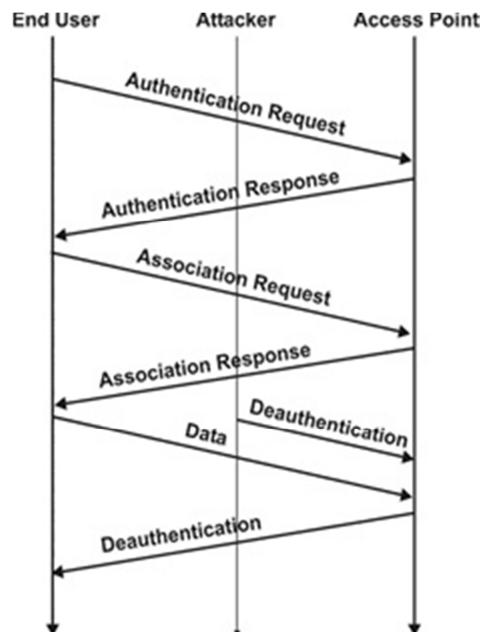 End User Attacker Access Point
Authentication Request
Authentication Response
Association Request
Association Response
Deauthentication
Data
Deauthentication